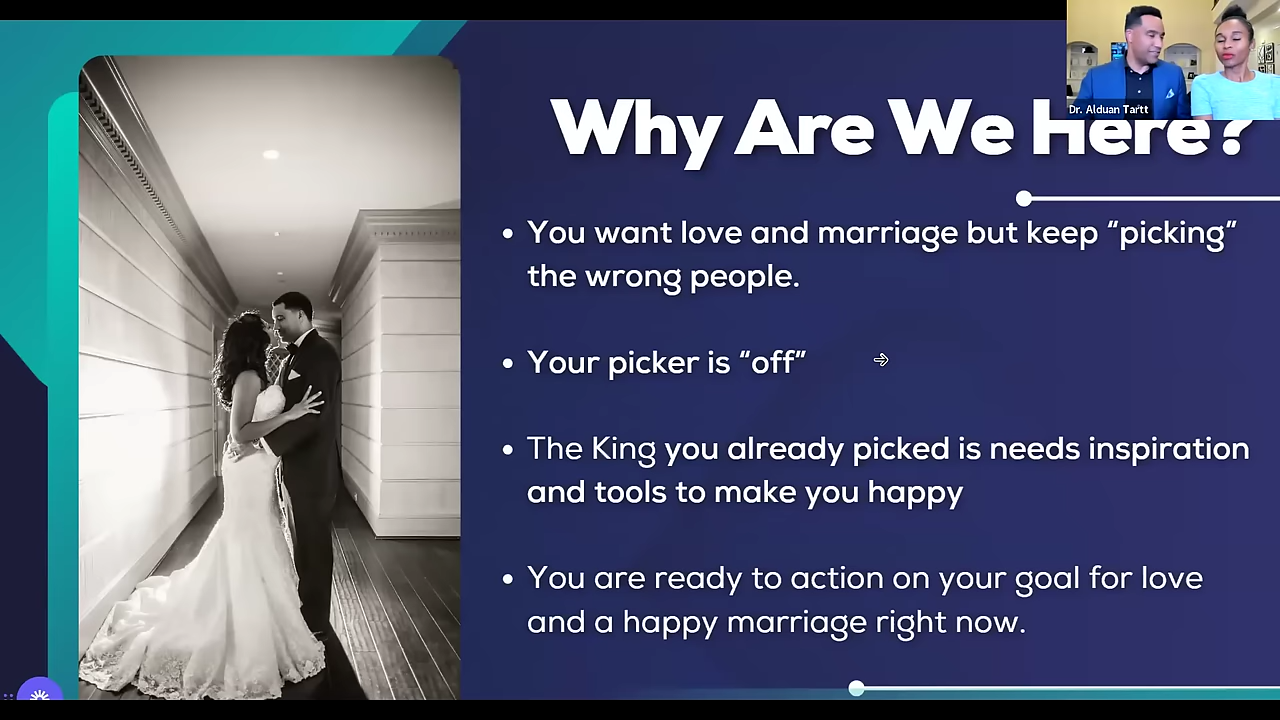 Dr. Alduan Tartt
Why Are We Here?
• You want love and marriage but keep “picking”
the wrong people.
• Your picker is “off”
• The King you already picked is needs inspiration
and tools to make you happy
• You are ready to action on your goal for love
and a happy marriage right now.